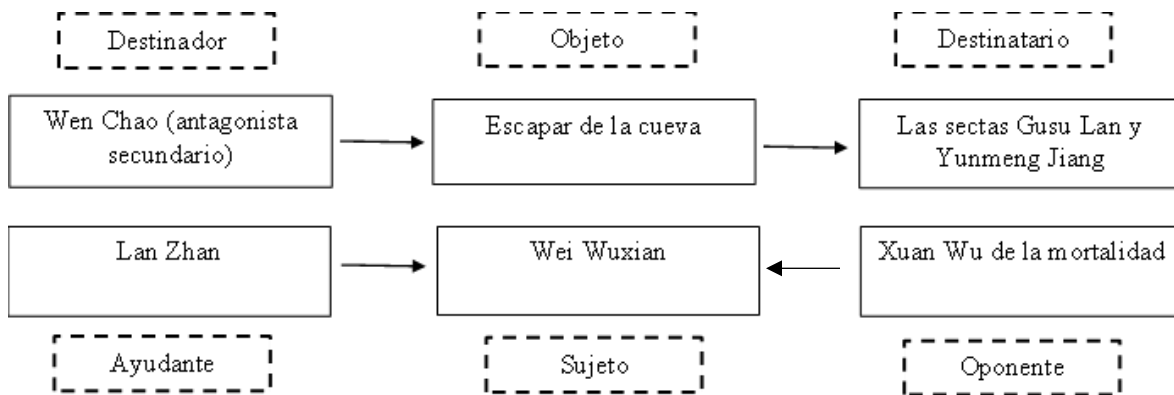 Destinador
Objeto
Destinatario
Wen Chao (antagonista
secundario)
Escapar de la cueva
Las sectas Gusu Lan y
Yunmeng Jiang
Lan Zhan
Wei Wuxian
Xuan Wu de la mortalidad
Ayudante
Sujeto
Oponente